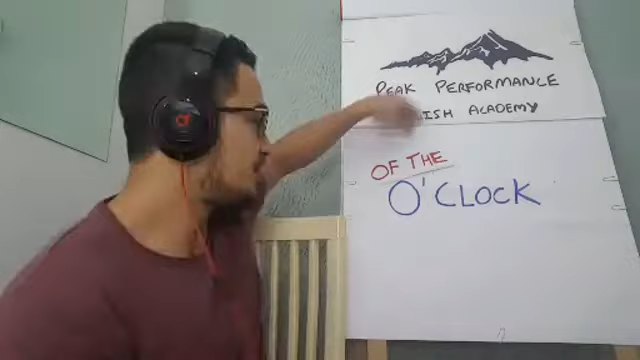 PEAK PERFORMANCE
ISH ACADEMY
OF THE
O'CLOCK